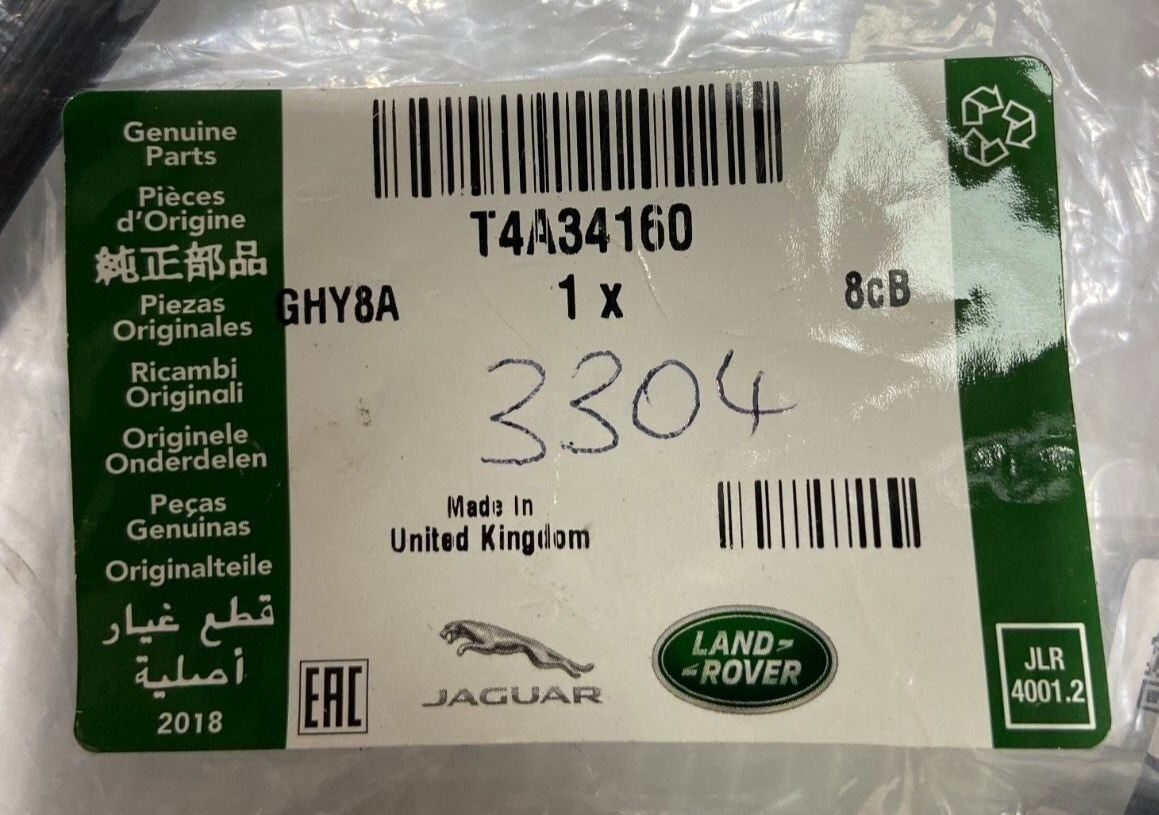 Genuine
Parts
Pièces
d'Origine
純正部品
Piezas
Originales
Ricambi
Originali
Originele
Onderdelen
Peças
Genuinas
Originalteile
قطع غيار
أصلية
2018
T4A34160
GHY8A 1 x 8cB
3304
Made In
United Kingdom
EAC
JAGUAR
LAND-
-ROVER
JLR
4001.2